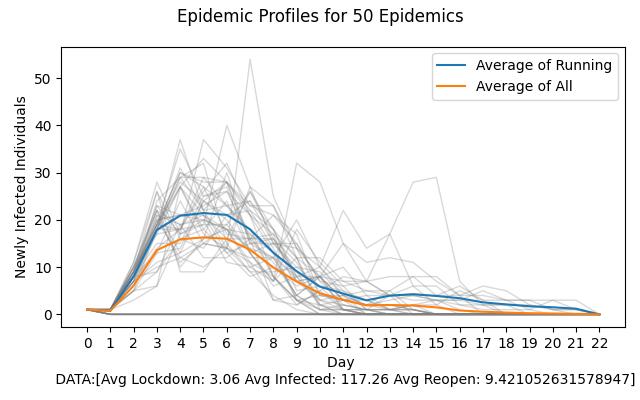 Epidemic Profiles for 50 Epidemics
Average of Running
Average of All
Newly Infected Individuals
50
40
30
20
10
0
0 1 2 3 4 5 6 7 8 9 10 11 12 13 14 15 16 17 18 19 20 21 22
Day
DATA:[Avg Lockdown: 3.06 Avg Infected: 117.26 Avg Reopen: 9.421052631578947]